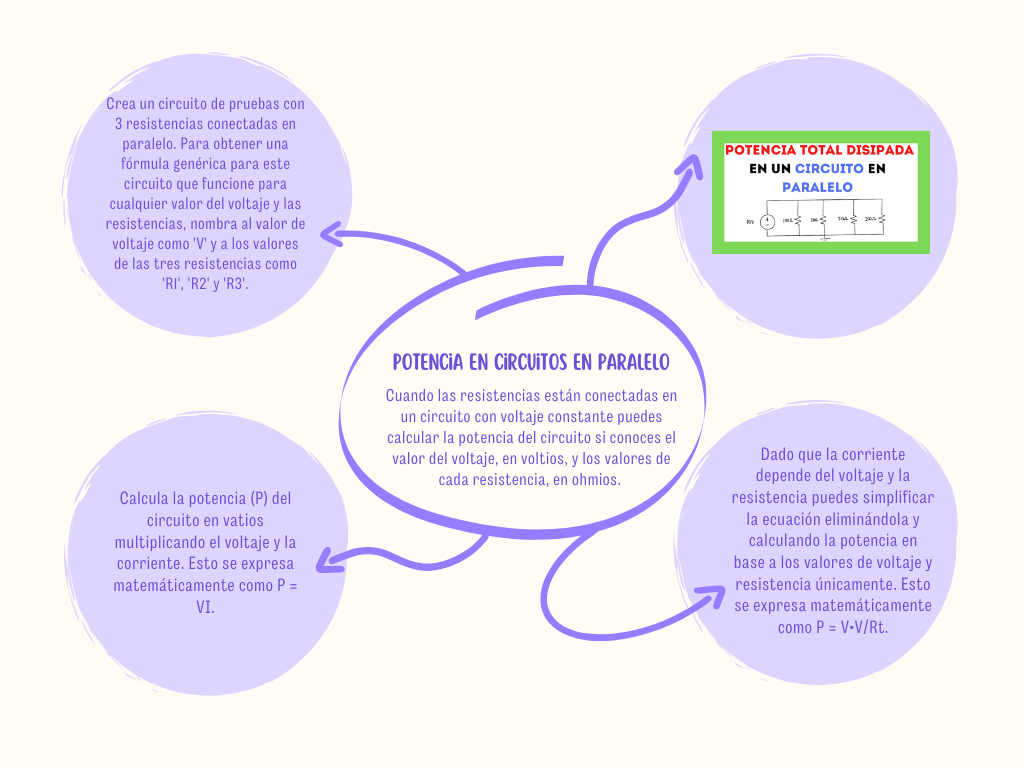 Crea un circuito de pruebas con
3 resistencias conectadas en
paralelo. Para obtener una
fórmula genérica para este
circuito que funcione para
cualquier valor del voltaje y las
resistencias, nombra al valor de
voltaje como 'V' y a los valores
de las tres resistencias como
'R1', 'R2' y 'R3'.
POTENCIA TOTAL DISIPADA
EN UN CIRCUITO EN
PARALELO
POTENCIA EN CIRCUITOS EN PARALELO
Cuando las resistencias están conectadas en
un circuito con voltaje constante puedes
calcular la potencia del circuito si conoces el
valor del voltaje, en voltios, y los valores de
cada resistencia, en ohmios.
Calcula la potencia (P) del
circuito en vatios
multiplicando el voltaje y la
corriente. Esto se expresa
matemáticamente como P =
VI.
Dado que la corriente
depende del voltaje y la
resistencia puedes simplificar
la ecuación eliminándola y
calculando la potencia en
base a los valores de voltaje y
resistencia únicamente. Esto
se expresa matemáticamente
como P = V•V/Rt.